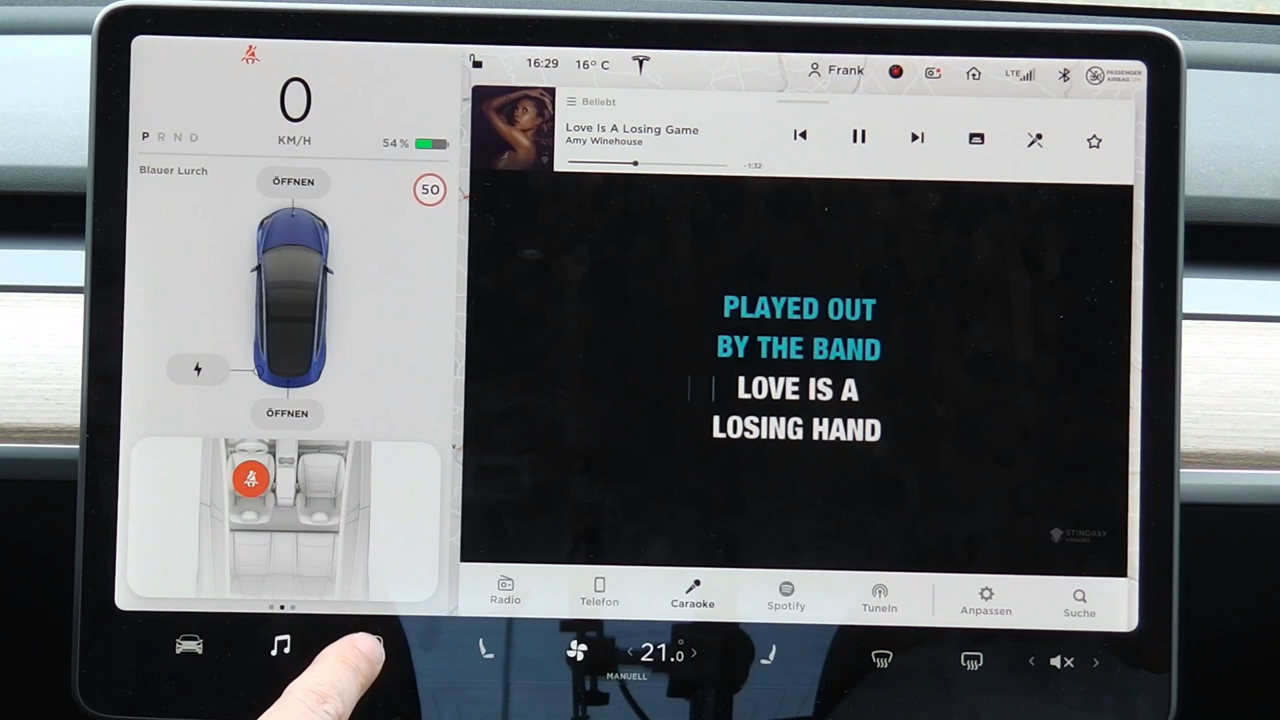 0
KM/H
P R N D
54 %
Blauer Lurch
ÖFFNEN
50
ÖFFNEN
16:29
16° C
Frank
LTE
PASSENGER
AIRBAG ON
Beliebt
Love Is A Losing Game
Amy Winehouse
-1:32
PLAYED OUT
BY THE BAND
LOVE IS A
LOSING HAND
STINGRAY
KARAOKE
Radio
Telefon
Caraoke
Spotify
TuneIn
Anpassen
Suche
21.0
MANUELL